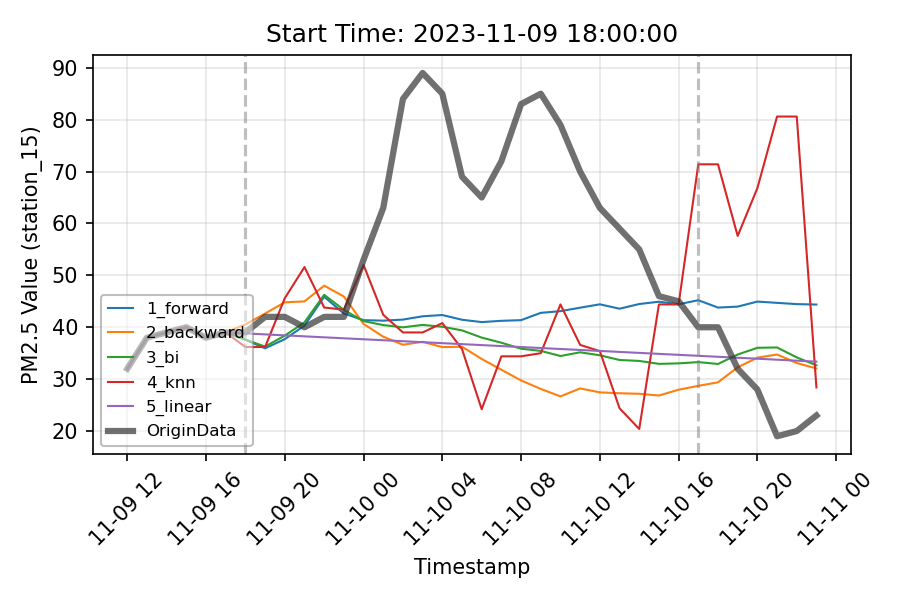 Start Time: 2023-11-09 18:00:00
PM2.5 Value (station_15)
90
80
70
60
50
40
30
20
1_forward
2_backward
3_bi
4_knn
5_linear
OriginData
11-09 12
11-09 16
11-09 20
11-10 00
11-10 04
11-10 08
11-10 12
11-10 16
11-10 20
11-11 00
Timestamp